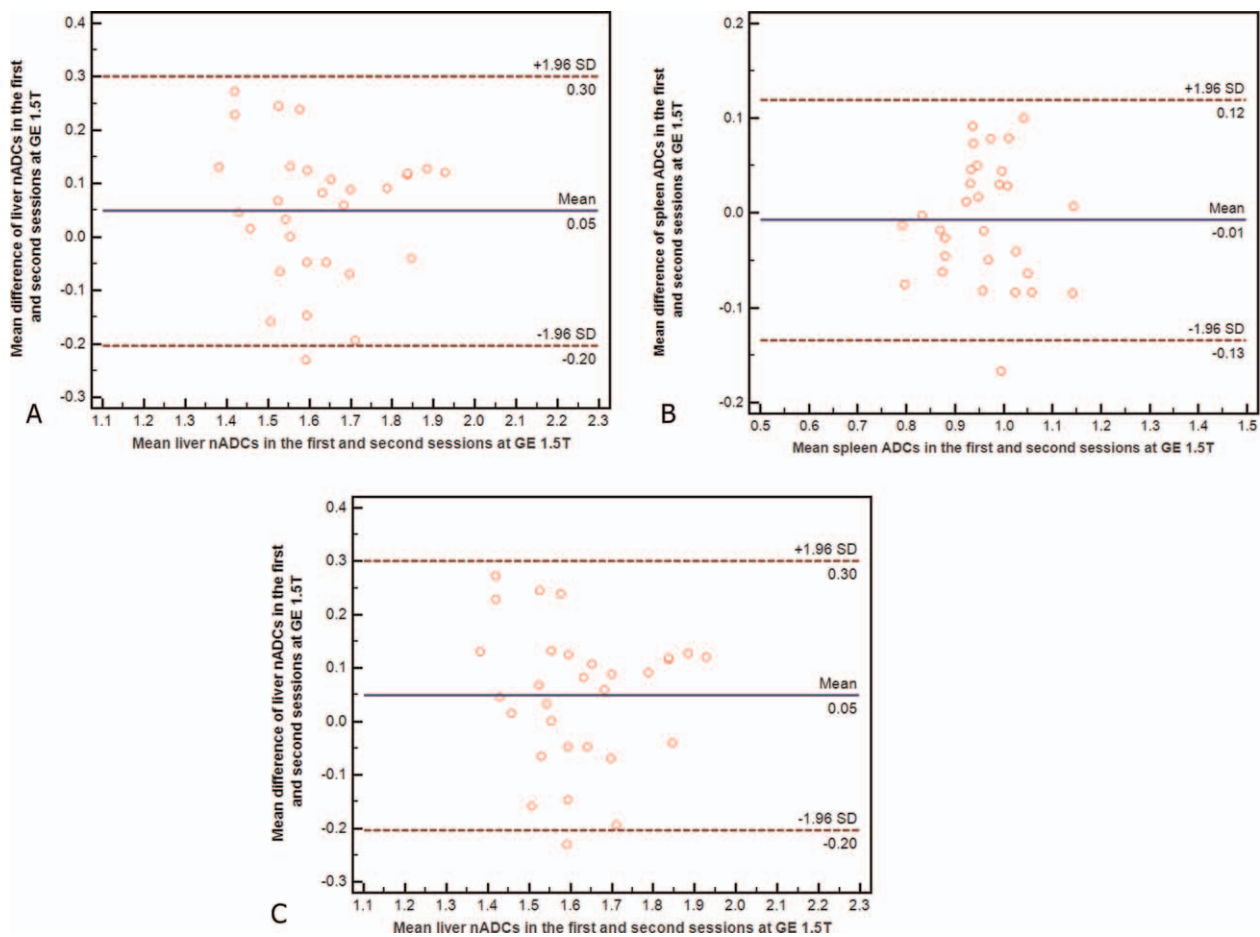 Mean difference of liver nADCs in the first
and second sessions at GE 1.5T
0.4
0.3
0.2
0.1
0.0
-0.1
-0.2
-0.3
+1.96 SD
0.30
Mean
0.05
-1.96 SD
-0.20
1.1 1.2 1.3 1.4 1.5 1.6 1.7 1.8 1.9 2.0 2.1 2.2 2.3
Mean liver nADCs in the first and second sessions at GE 1.5T
A
Mean difference of spleen ADCs in the first
and second sessions at GE 1.5T
0.2
0.1
0.0
-0.1
-0.2
+1.96 SD
0.12
Mean
-0.01
-1.96 SD
-0.13
0.5 0.6 0.7 0.8 0.9 1.0 1.1 1.2 1.3 1.4 1.5
Mean spleen ADCs in the first and second sessions at GE 1.5T
B
Mean difference of liver nADCs in the first
and second sessions at GE 1.5T
0.4
0.3
0.2
0.1
0.0
-0.1
-0.2
-0.3
+1.96 SD
0.30
Mean
0.05
-1.96 SD
-0.20
1.1 1.2 1.3 1.4 1.5 1.6 1.7 1.8 1.9 2.0 2.1 2.2 2.3
Mean liver nADCs in the first and second sessions at GE 1.5T
C